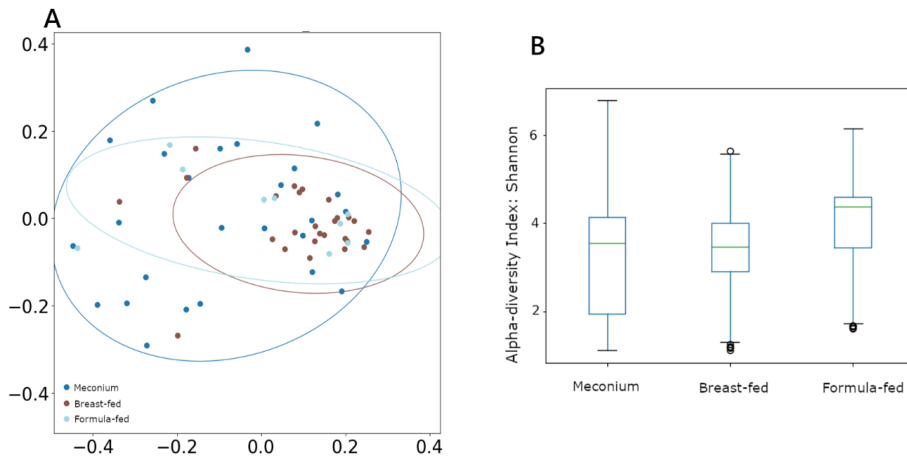 A
0.4
0.2
0.0
−0.2
−0.4
Meconium
Breast-fed
Formula-fed
−0.4 −0.2 0.0 0.2 0.4
B
Alpha-diversity Index: Shannon
6
4
2
Meconium Breast-fed Formula-fed